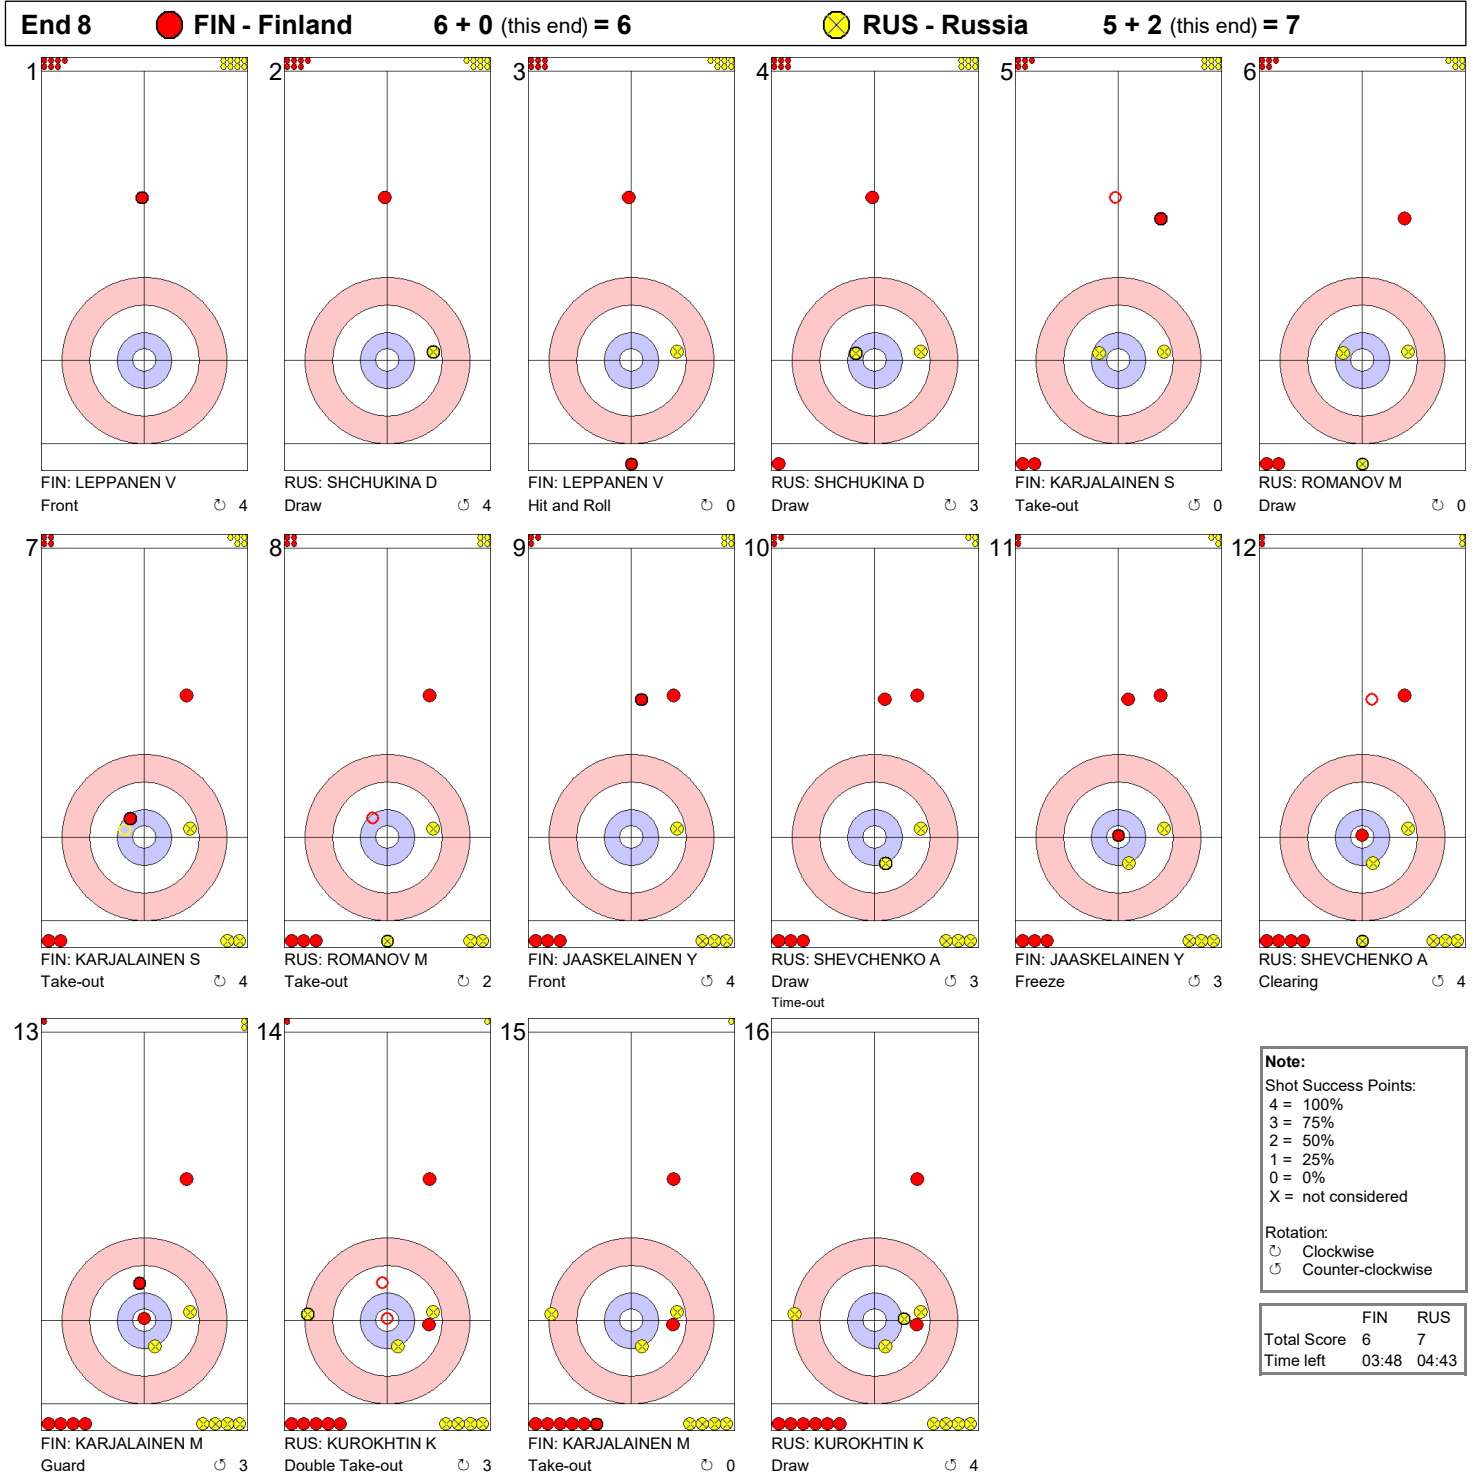 End 8 FIN - Finland 6 + 0 (this end) = 6 RUS - Russia 5 + 2 (this end) = 7
1 2 3 4 5 6
FIN: LEPPANEN V RUS: SHCHUKINA D FIN: LEPPANEN V RUS: SHCHUKINA D FIN: KARJALAINEN S RUS: ROMANOV M
Front ↻ 4 Draw ↺ 4 Hit and Roll ↻ 0 Draw ↺ 3 Take-out ↺ 0 Draw ↻ 0
7 8 9 10 11 12
FIN: KARJALAINEN S RUS: ROMANOV M FIN: JAASKELAINEN Y RUS: SHEVCHENKO A FIN: JAASKELAINEN Y RUS: SHEVCHENKO A
Take-out ↻ 4 Take-out ↻ 2 Front ↺ 4 Draw ↺ 3 Freeze ↺ 3 Clearing ↺ 4
Time-out
13 14 15 16
FIN: KARJALAINEN M RUS: KUROKHTIN K FIN: KARJALAINEN M RUS: KUROKHTIN K
Guard ↺ 3 Double Take-out ↻ 3 Take-out ↻ 0 Draw ↺ 4
Note:
Shot Success Points:
4 = 100%
3 = 75%
2 = 50%
1 = 25%
0 = 0%
X = not considered
Rotation:
↻ Clockwise
↺ Counter-clockwise
FIN RUS
Total Score 6 7
Time left 03:48 04:43